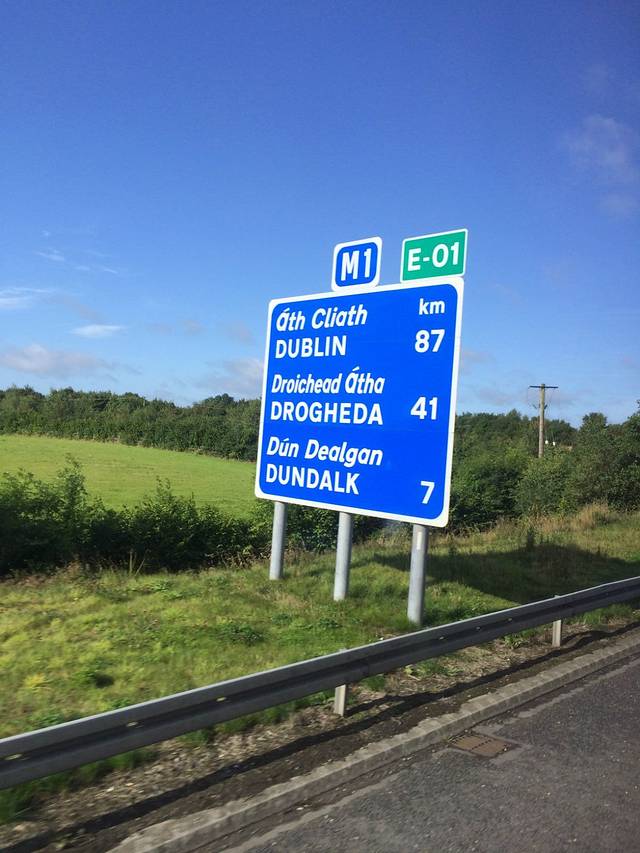 M1 E-01
km
Áth Cliath
DUBLIN 87
Droichead Átha
DROGHEDA 41
Dún Dealgan
DUNDALK 7